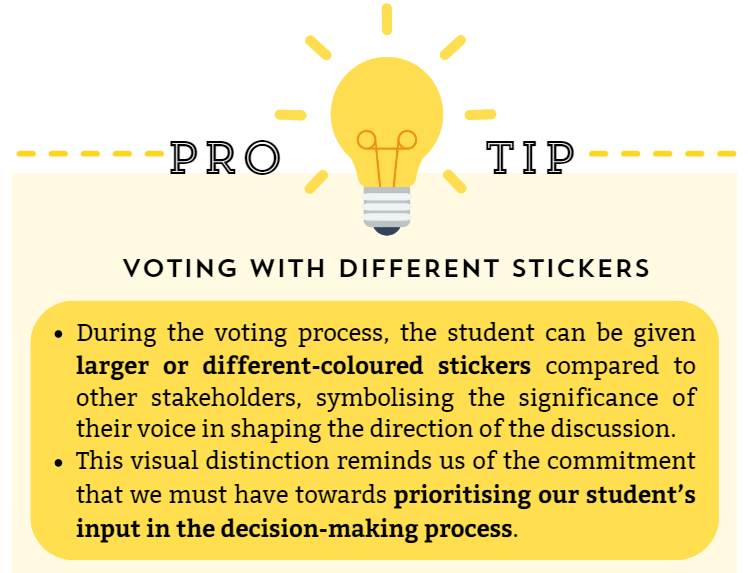 PRO TIP
VOTING WITH DIFFERENT STICKERS
• During the voting process, the student can be given
larger or different-coloured stickers compared to
other stakeholders, symbolising the significance of
their voice in shaping the direction of the discussion.
• This visual distinction reminds us of the commitment
that we must have towards prioritising our student's
input in the decision-making process.